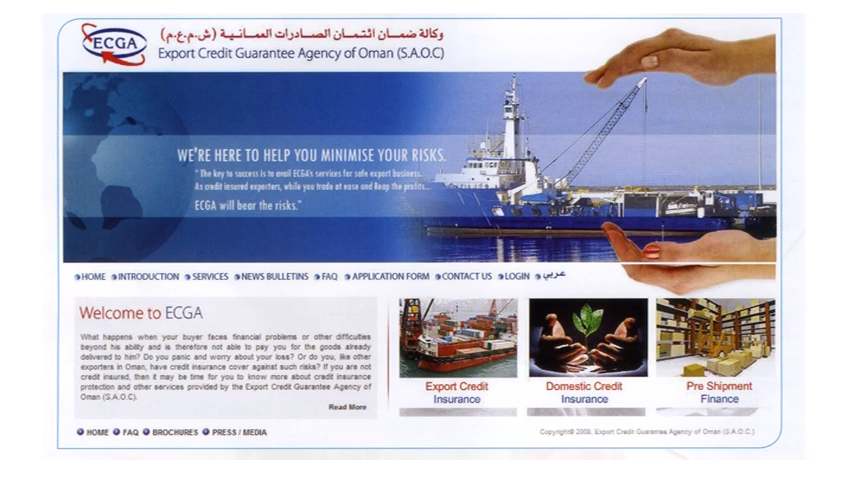 ECGA
وكالة ضمان ائتمان الصادرات العمانية (ش.م.ع.م)
Export Credit Guarantee Agency of Oman (S.A.O.C)
WE'RE HERE TO HELP YOU MINIMISE YOUR RISKS.
" The key to success is to avail ECGA's services for safe export business.
As credit insured exporters, while you trade at ease and Reap the profits...
ECGA will bear the risks."
HOME INTRODUCTION SERVICES NEWS BULLETINS FAQ APPLICATION FORM CONTACT US LOGIN عربي
Welcome to ECGA
What happens when your buyer faces financial problems or other difficulties
beyond his ability and is therefore not able to pay you for the goods already
delivered to him? Do you panic and worry about your loss? Or do you, like other
exporters in Oman, have credit insurance cover against such risks? If you are not
credit insured, then it may be time for you to know more about credit insurance
protection and other services provided by the Export Credit Guarantee Agency of
Oman (S.A.O.C).
Read More
Export Credit
Insurance
Domestic Credit
Insurance
Pre Shipment
Finance
HOME FAQ BROCHURES PRESS / MEDIA
Copyright© 2008, Export Credit Guarantee Agency of Oman (S.A.O.C.)